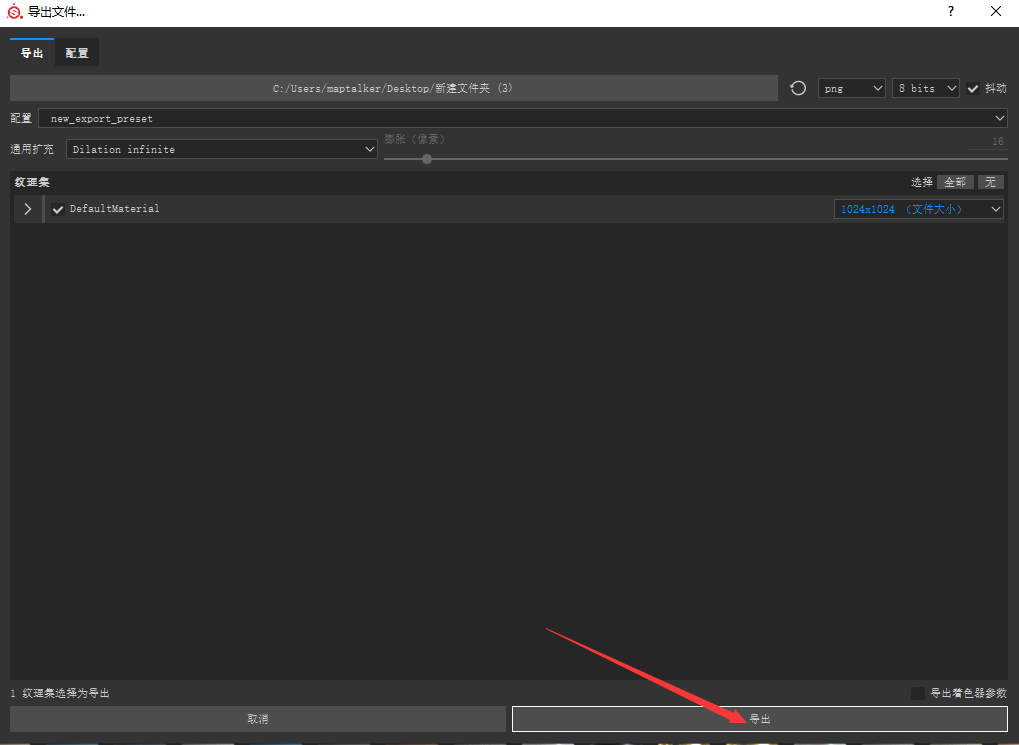 导出文件...
?
导出 配置
C:/Users/maptalker/Desktop/新建文件夹 (3) png 8 bits 抖动
配置 new_export_preset
通用扩充 Dilation infinite 膨胀（像素） 16
纹理集 选择 全部 无
DefaultMaterial 1024x1024 （文件大小）
1 纹理集选择为导出 导出着色器参数
取消 导出